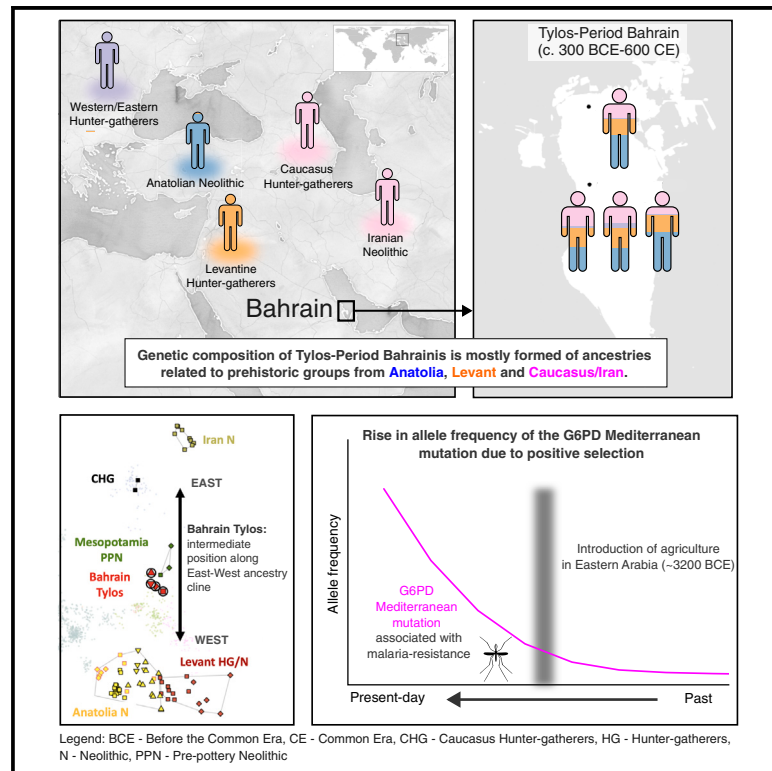 Western/Eastern
Hunter-gatherers
Anatolian Neolithic
Caucasus
Hunter-gatherers
Levantine
Hunter-gatherers
Iranian
Neolithic
Bahrain
Tylos-Period Bahrain
(c. 300 BCE-600 CE)
Genetic composition of Tylos-Period Bahrainis is mostly formed of ancestries
related to prehistoric groups from Anatolia, Levant and Caucasus/Iran.
Iran N
CHG
EAST
Mesopotamia
PPN
Bahrain
Tylos
Bahrain Tylos:
intermediate
position along
East-West ancestry
cline
WEST
Levant HG/N
Anatolia N
Rise in allele frequency of the G6PD Mediterranean
mutation due to positive selection
Allele frequency
Introduction of agriculture
in Eastern Arabia (~3200 BCE)
G6PD
Mediterranean
mutation
associated with
malaria-resistance
Present-day
Past
Legend: BCE - Before the Common Era, CE - Common Era, CHG - Caucasus Hunter-gatherers, HG - Hunter-gatherers,
N - Neolithic, PPN - Pre-pottery Neolithic